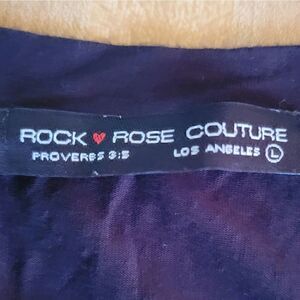 ROCK ♥ ROSE COUTURE
PROVERBS 3:5 LOS ANGELES L